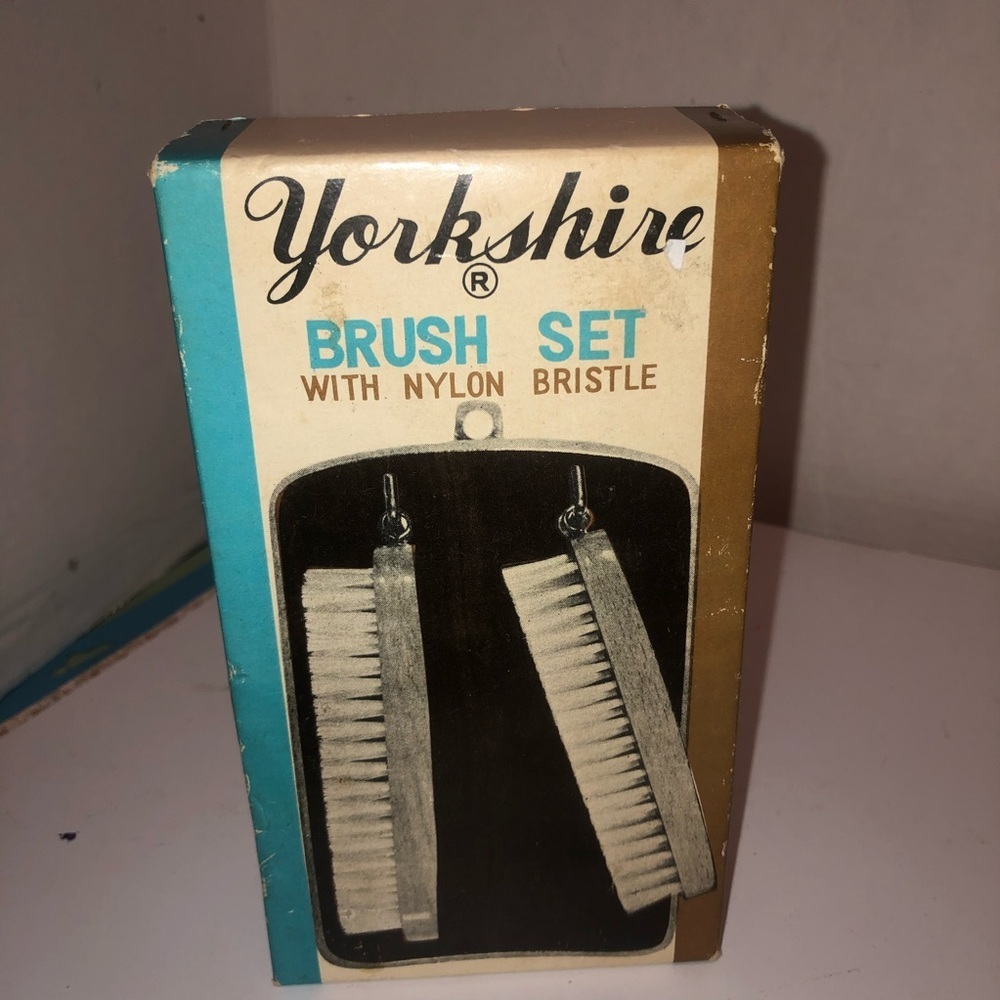 Yorkshire
®
BRUSH SET
WITH NYLON BRISTLE